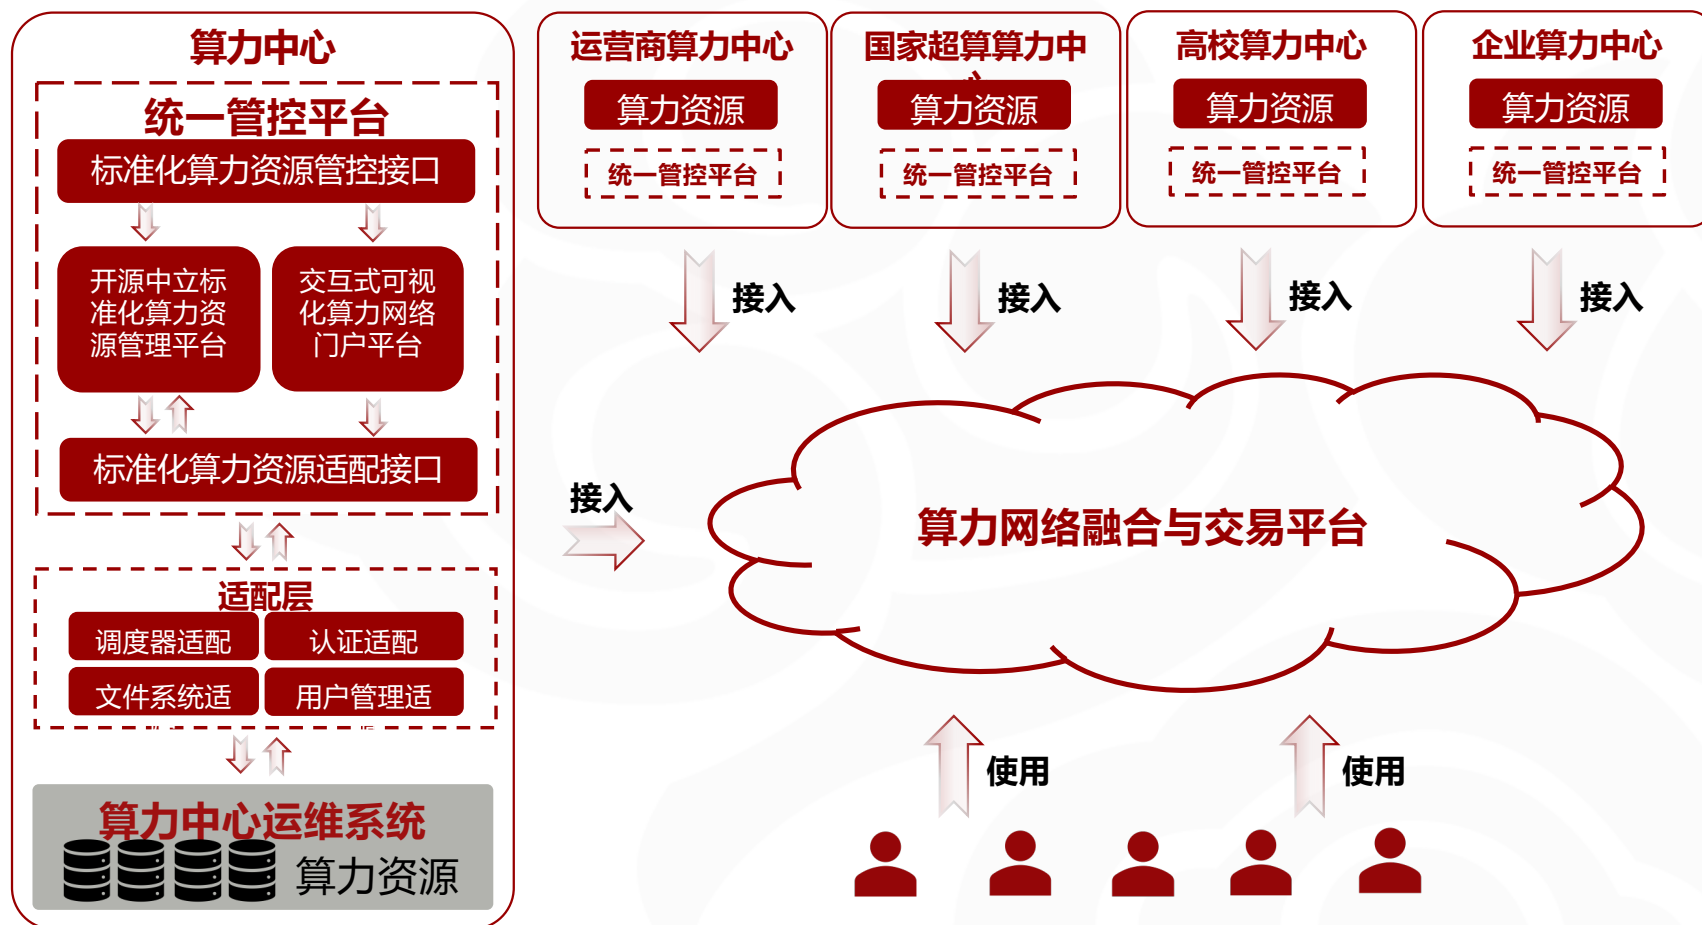 算力中心
统一管控平台
标准化算力资源管控接口
开源中立标
准化算力资
源管理平台
交互式可视
化算力网络
门户平台
标准化算力资源适配接口
适配层
调度器适配
认证适配
文件系统适
用户管理适
算力中心运维系统
算力资源
运营商算力中心
算力资源
统一管控平台
国家超算算力中
算力资源
统一管控平台
高校算力中心
算力资源
统一管控平台
企业算力中心
算力资源
统一管控平台
接入
接入
接入
接入
接入
算力网络融合与交易平台
使用
使用